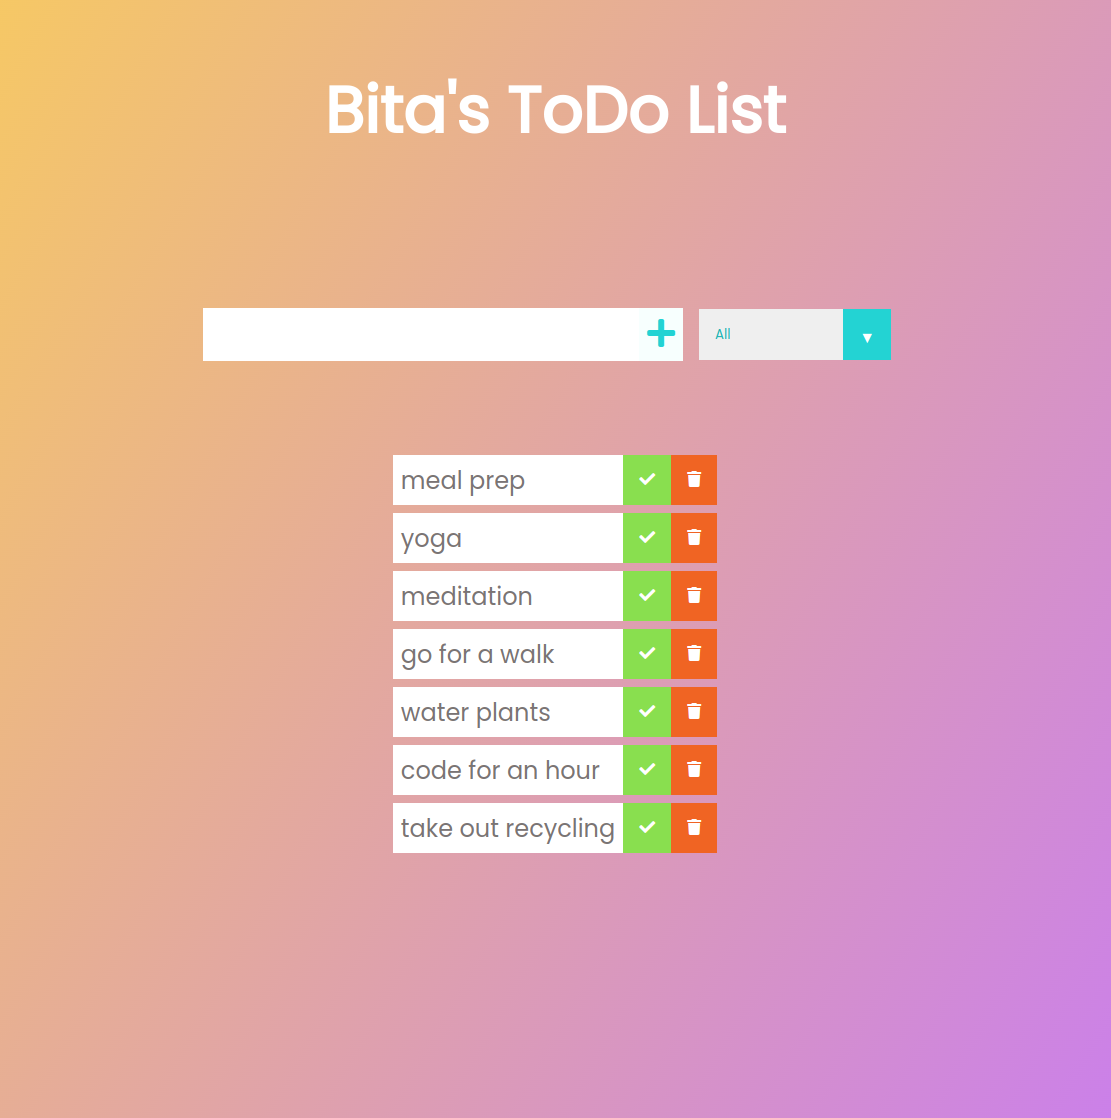 Bita's ToDo List
All
meal prep
yoga
meditation
go for a walk
water plants
code for an hour
take out recycling